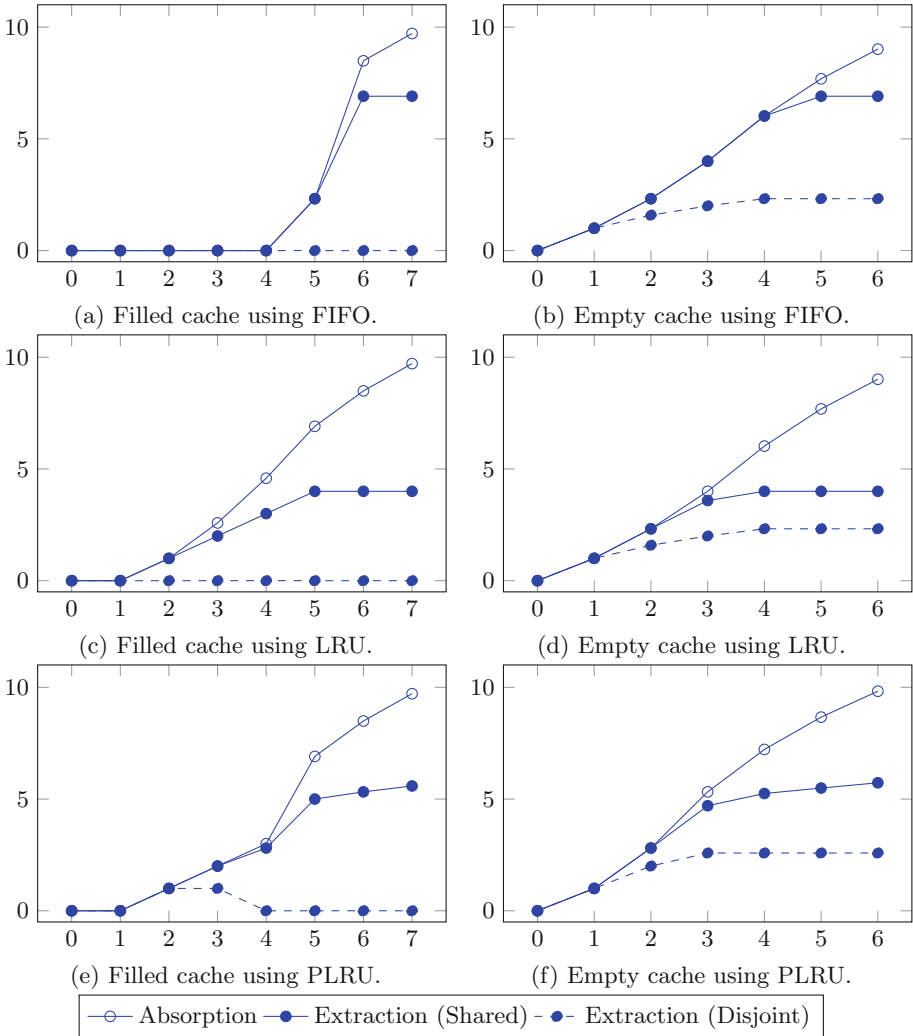 10
5
0
0 1 2 3 4 5 6 7
(a) Filled cache using FIFO.
10
5
0
0 1 2 3 4 5 6
(b) Empty cache using FIFO.
10
5
0
0 1 2 3 4 5 6 7
(c) Filled cache using LRU.
10
5
0
0 1 2 3 4 5 6
(d) Empty cache using LRU.
10
5
0
0 1 2 3 4 5 6 7
(e) Filled cache using PLRU.
10
5
0
0 1 2 3 4 5 6
(f) Empty cache using PLRU.
Absorption Extraction (Shared) Extraction (Disjoint)